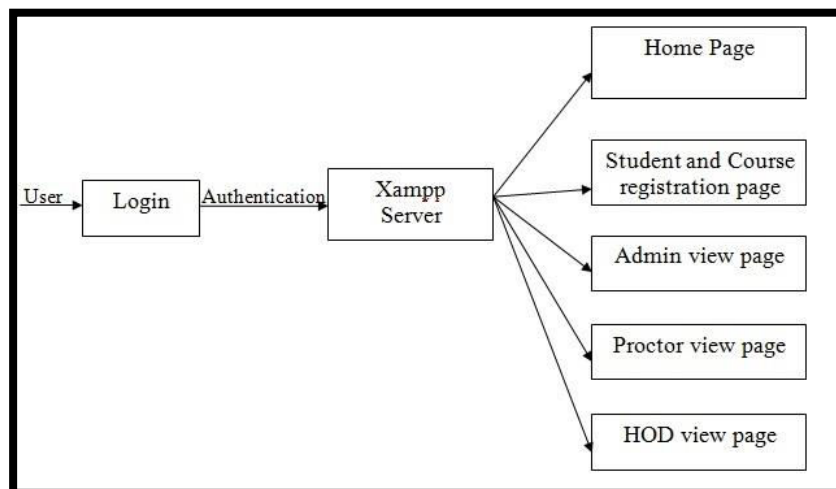 User
Login
Authentication
Xampp
Server
Home Page
Student and Course
registration page
Admin view page
Proctor view page
HOD view page